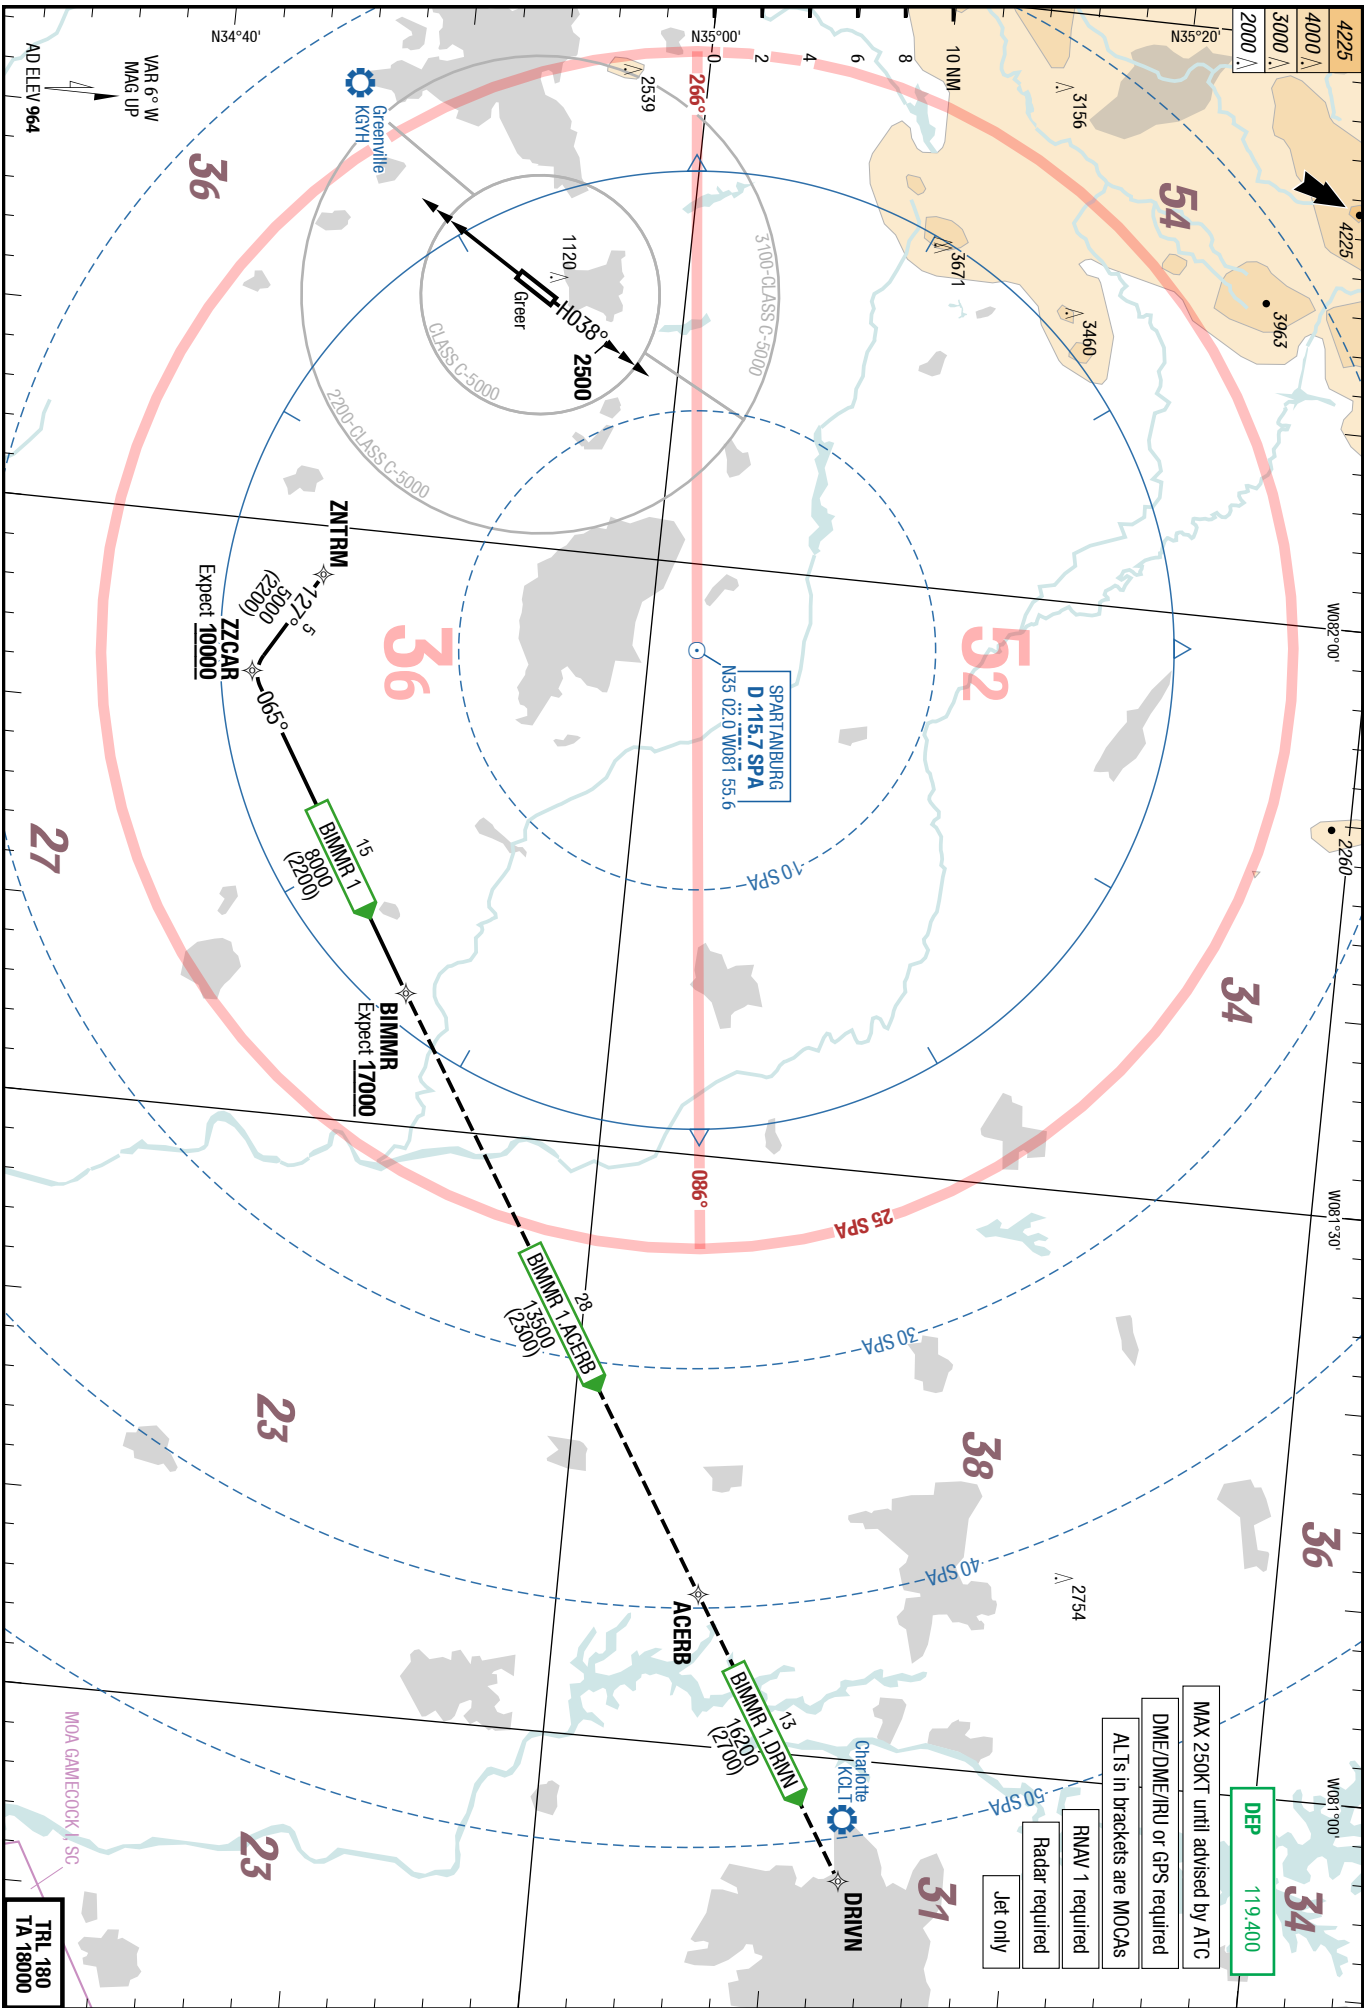 4225
4000
3000
2000
N35°20'
N35°00'
N34°40'
10 NM
8
6
4
2
0
VAR 6° W
MAG UP
AD ELEV 964
Greenville
KGYH
2539
3156
3671
3460
3963
4225
2260
2754
1120
54
36
27
34
36
38
23
23
31
34
52
36
266°
086°
25 SPA
3100-CLASS C-5000
CLASS C-5000
2200-CLASS C-5000
Greer
H038°
2500
SPARTANBURG
D 115.7 SPA
N35 02.0 W081 55.6
10 SPA
30 SPA
40 SPA
50 SPA
W082°00'
W081°30'
W081°00'
ZNTRM
127°
5
5000
(2200)
ZZCAR
Expect 10000
065°
15
BIMMR 1
8000
(2200)
BIMMR
Expect 17000
28
BIMMR 1.ACERB
13500
(2300)
ACERB
13
BIMMR 1.DRIVN
16200
(2700)
DRIVN
Charlotte
KCLT
DEP 119.400
MAX 250KT until advised by ATC
DME/DME/IRU or GPS required
ALTs in brackets are MOCAs
RNAV 1 required
Radar required
Jet only
MOA GAMECOCK I, SC
TRL 180
TA 18000